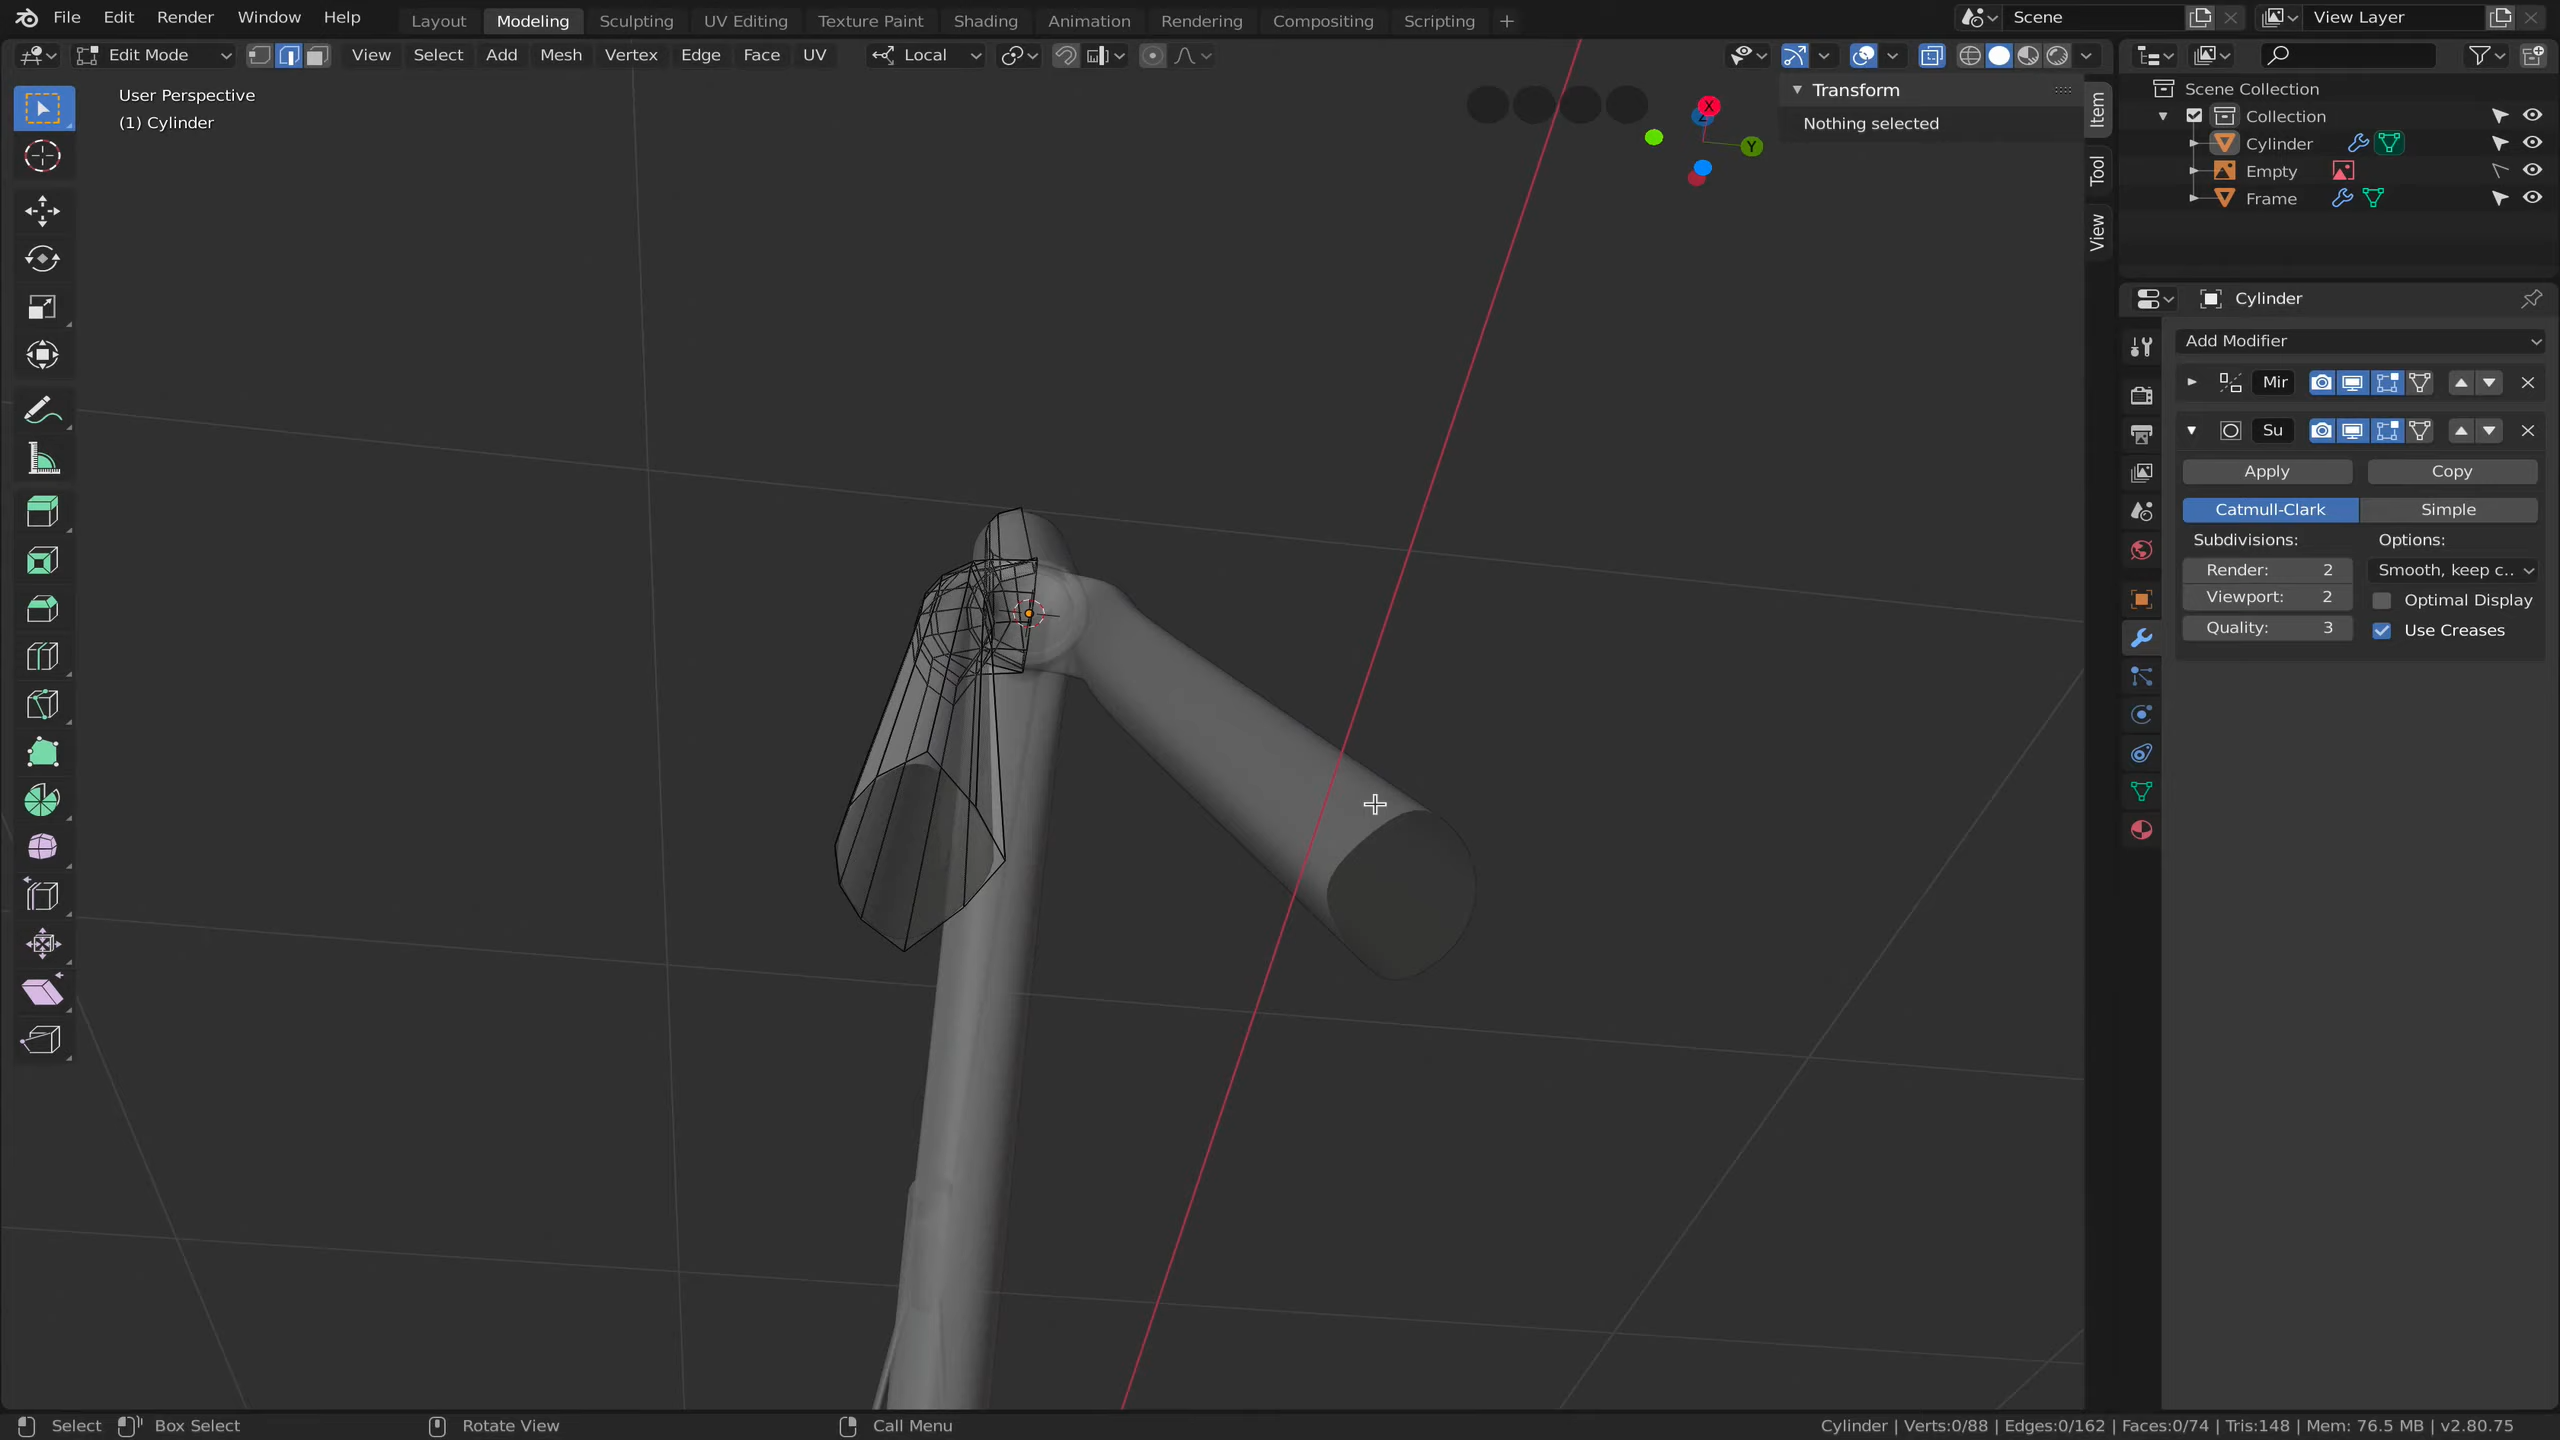 File Edit Render Window Help
Layout Modeling Sculpting UV Editing Texture Paint Shading Animation Rendering Compositing Scripting +
Scene
View Layer
Edit Mode
View Select Add Mesh Vertex Edge Face UV
Local
User Perspective
(1) Cylinder
X
Z
Y
Transform
Nothing selected
Item
Tool
View
Scene Collection
Collection
Cylinder
Empty
Frame
Cylinder
Add Modifier
Mir
Su
Apply Copy
Catmull-Clark Simple
Subdivisions: Options:
Render: 2 Smooth, keep c..
Viewport: 2 Optimal Display
Quality: 3 Use Creases
Select Box Select Rotate View Call Menu
Cylinder | Verts:0/88 | Edges:0/162 | Faces:0/74 | Tris:148 | Mem: 76.5 MB | v2.80.75